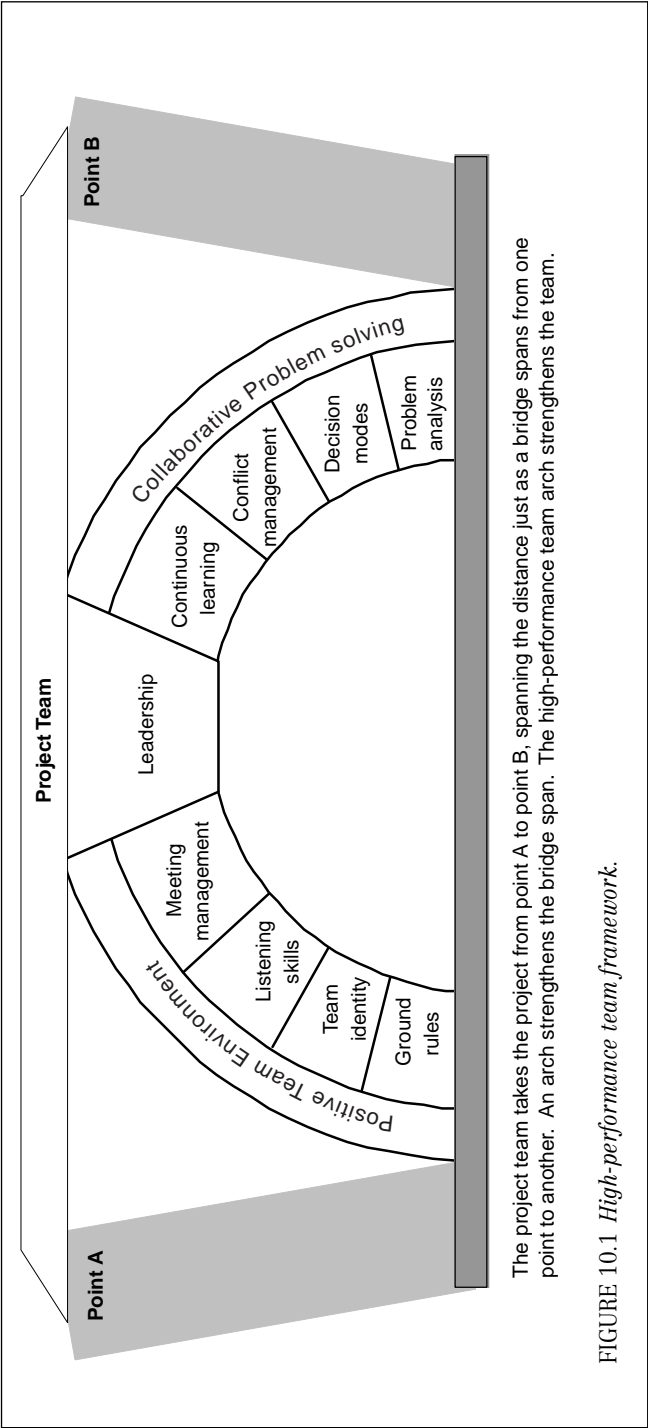 Project Team
Point A
Point B
Leadership
Positive Team Environment
Meeting
management
Listening
skills
Team
identity
Ground
rules
Collaborative Problem solving
Continuous
learning
Conflict
management
Decision
modes
Problem
analysis
The project team takes the project from point A to point B, spanning the distance just as a bridge spans from one
point to another. An arch strengthens the bridge span. The high-performance team arch strengthens the team.
FIGURE 10.1 High-performance team framework.